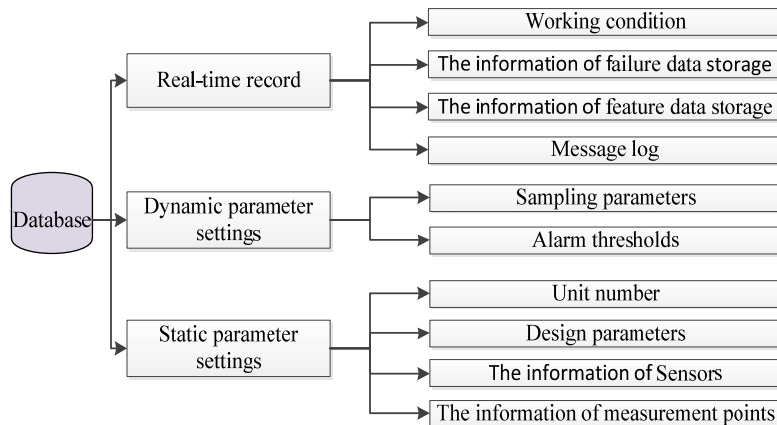 Database
Real-time record
Working condition
The information of failure data storage
The information of feature data storage
Message log
Dynamic parameter
settings
Sampling parameters
Alarm thresholds
Static parameter
settings
Unit number
Design parameters
The information of Sensors
The information of measurement points